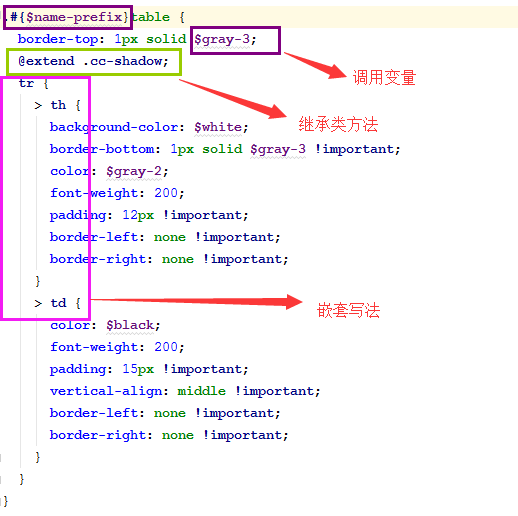 .#{$name-prefix}table {
border-top: 1px solid $gray-3;
@extend .cc-shadow;
调用变量
tr {
> th {
继承类方法
background-color: $white;
border-bottom: 1px solid $gray-3 !important;
color: $gray-2;
font-weight: 200;
padding: 12px !important;
border-left: none !important;
border-right: none !important;
}
> td {
嵌套写法
color: $black;
font-weight: 200;
padding: 15px !important;
vertical-align: middle !important;
border-left: none !important;
border-right: none !important;
}
}
}